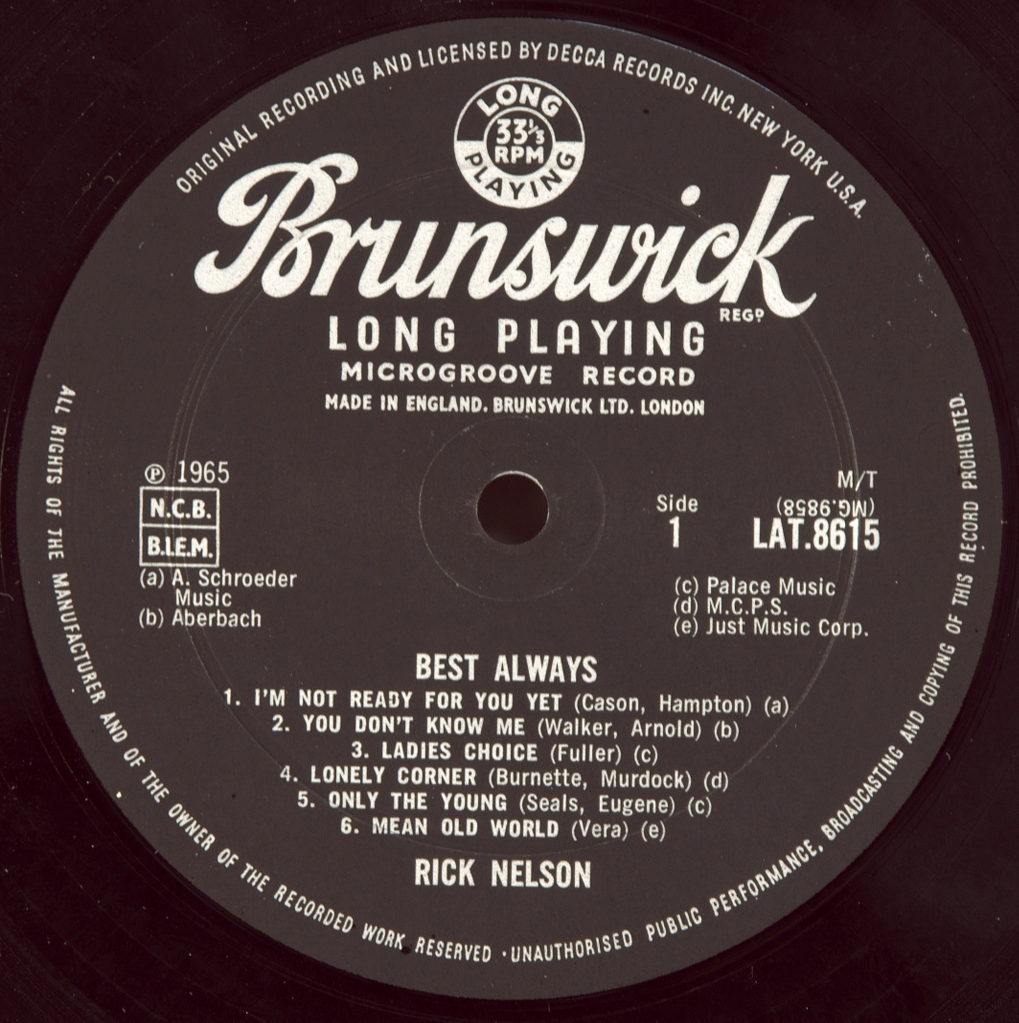 ORIGINAL RECORDING AND LICENSED BY DECCA RECORDS INC. NEW YORK U.S.A.
LONG
33⅓
RPM
PLAYING
Brunswick
REGD
LONG PLAYING
MICROGROOVE RECORD
MADE IN ENGLAND. BRUNSWICK LTD. LONDON
℗ 1965
N.C.B.
B.I.E.M.
(a) A. Schroeder
Music
(b) Aberbach
Side
1
M/T
(MG.9858)
LAT.8615
(c) Palace Music
(d) M.C.P.S.
(e) Just Music Corp.
BEST ALWAYS
1. I'M NOT READY FOR YOU YET (Cason, Hampton) (a)
2. YOU DON'T KNOW ME (Walker, Arnold) (b)
3. LADIES CHOICE (Fuller) (c)
4. LONELY CORNER (Burnette, Murdock) (d)
5. ONLY THE YOUNG (Seals, Eugene) (c)
6. MEAN OLD WORLD (Vera) (e)
RICK NELSON
ALL RIGHTS OF THE MANUFACTURER AND OF THE OWNER OF THE RECORDED WORK RESERVED · UNAUTHORISED PUBLIC PERFORMANCE, BROADCASTING AND COPYING OF THIS RECORD PROHIBITED.